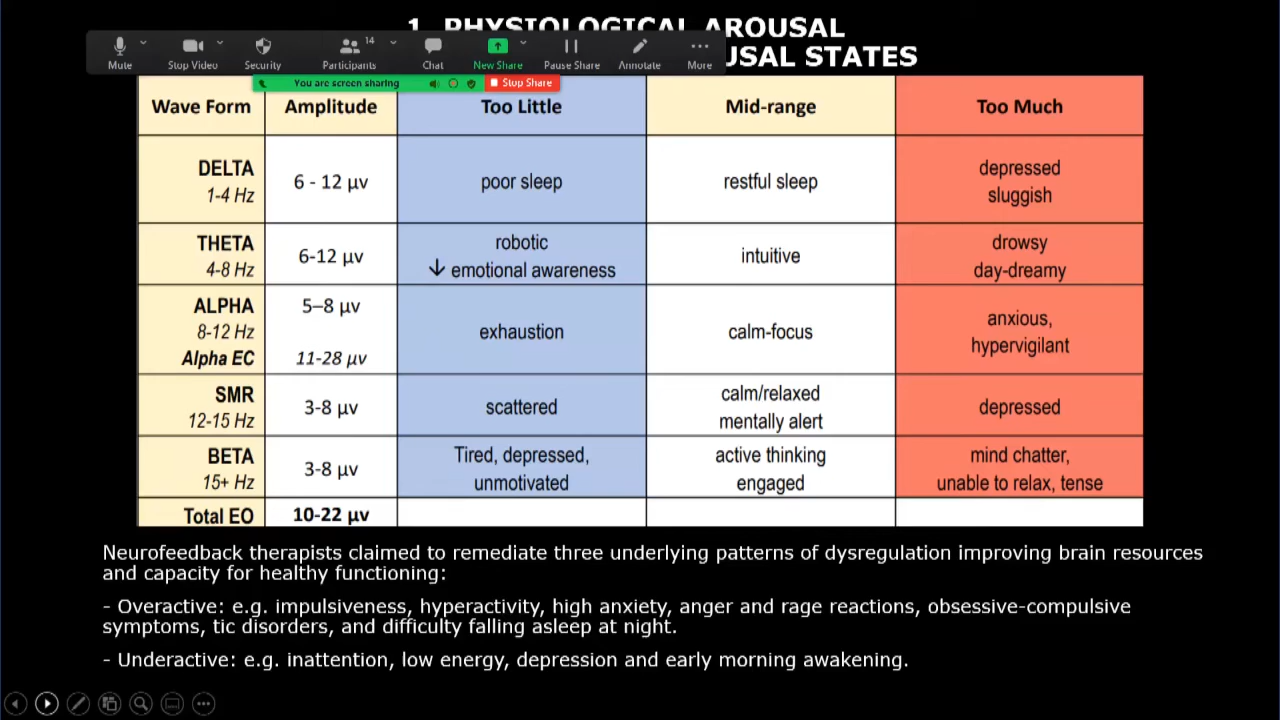 1. PHYSIOLOGICAL AROUSAL
USAL STATES
14
Mute
Stop Video
Security
Participants
Chat
New Share
Pause Share
Annotate
More
You are screen sharing
Stop Share
Wave Form Amplitude Too Little Mid-range Too Much
DELTA
1-4 Hz
6 - 12 μv
poor sleep
restful sleep
depressed
sluggish
THETA
4-8 Hz
6-12 μv
robotic
↓ emotional awareness
intuitive
drowsy
day-dreamy
ALPHA
8-12 Hz
Alpha EC
5–8 μv
11-28 μv
exhaustion
calm-focus
anxious,
hypervigilant
SMR
12-15 Hz
3-8 μv
scattered
calm/relaxed
mentally alert
depressed
BETA
15+ Hz
3-8 μv
Tired, depressed,
unmotivated
active thinking
engaged
mind chatter,
unable to relax, tense
Total EO
10-22 μv
Neurofeedback therapists claimed to remediate three underlying patterns of dysregulation improving brain resources
and capacity for healthy functioning:
- Overactive: e.g. impulsiveness, hyperactivity, high anxiety, anger and rage reactions, obsessive-compulsive
symptoms, tic disorders, and difficulty falling asleep at night.
- Underactive: e.g. inattention, low energy, depression and early morning awakening.